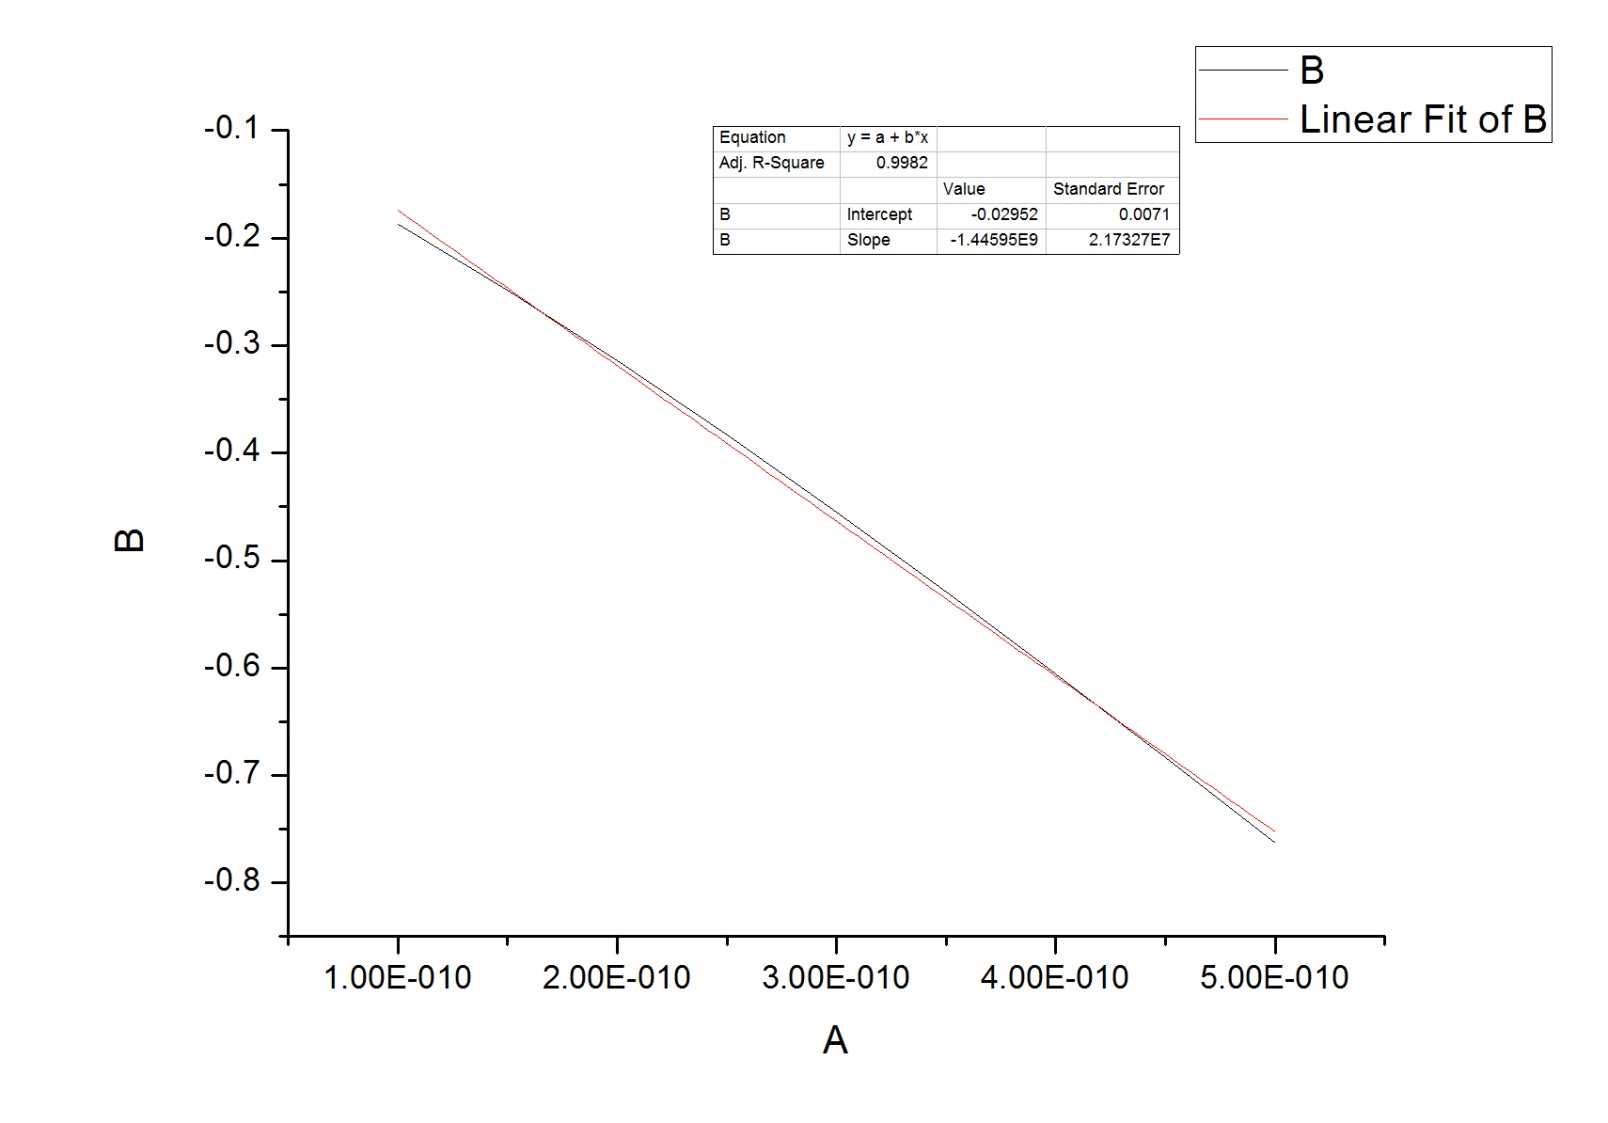 B
Linear Fit of B
Equation y = a + b*x
Adj. R-Square 0.9982
Value Standard Error
B Intercept -0.02952 0.0071
B Slope -1.44595E9 2.17327E7
-0.1
-0.2
-0.3
-0.4
-0.5
-0.6
-0.7
-0.8
B
1.00E-010 2.00E-010 3.00E-010 4.00E-010 5.00E-010
A